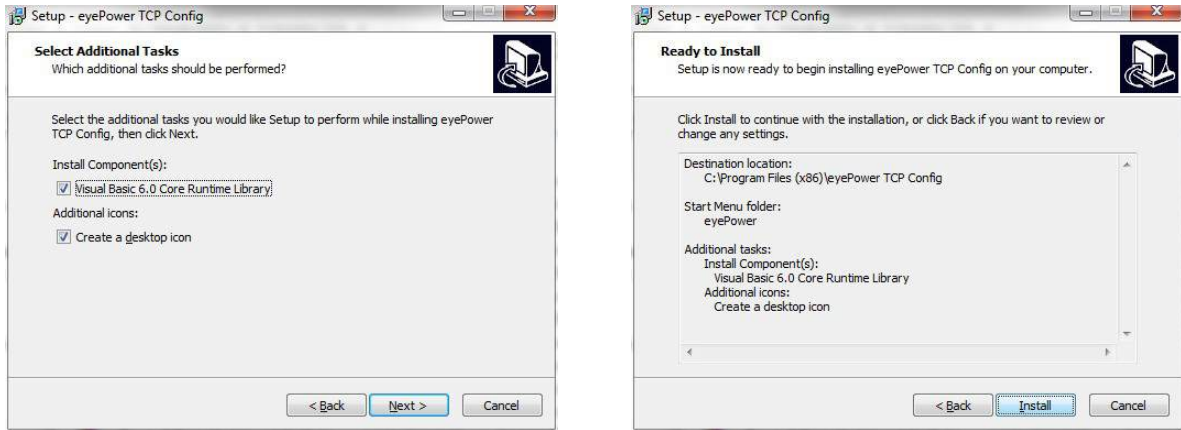 Setup - eyePower TCP Config
Select Additional Tasks
Which additional tasks should be performed?
Select the additional tasks you would like Setup to perform while installing eyePower
TCP Config, then click Next.
Install Component(s):
Visual Basic 6.0 Core Runtime Library
Additional icons:
Create a desktop icon
< Back
Next >
Cancel
Setup - eyePower TCP Config
Ready to Install
Setup is now ready to begin installing eyePower TCP Config on your computer.
Click Install to continue with the installation, or click Back if you want to review or
change any settings.
Destination location:
C:\Program Files (x86)\eyePower TCP Config
Start Menu folder:
eyePower
Additional tasks:
Install Component(s):
Visual Basic 6.0 Core Runtime Library
Additional icons:
Create a desktop icon
< Back
Install
Cancel